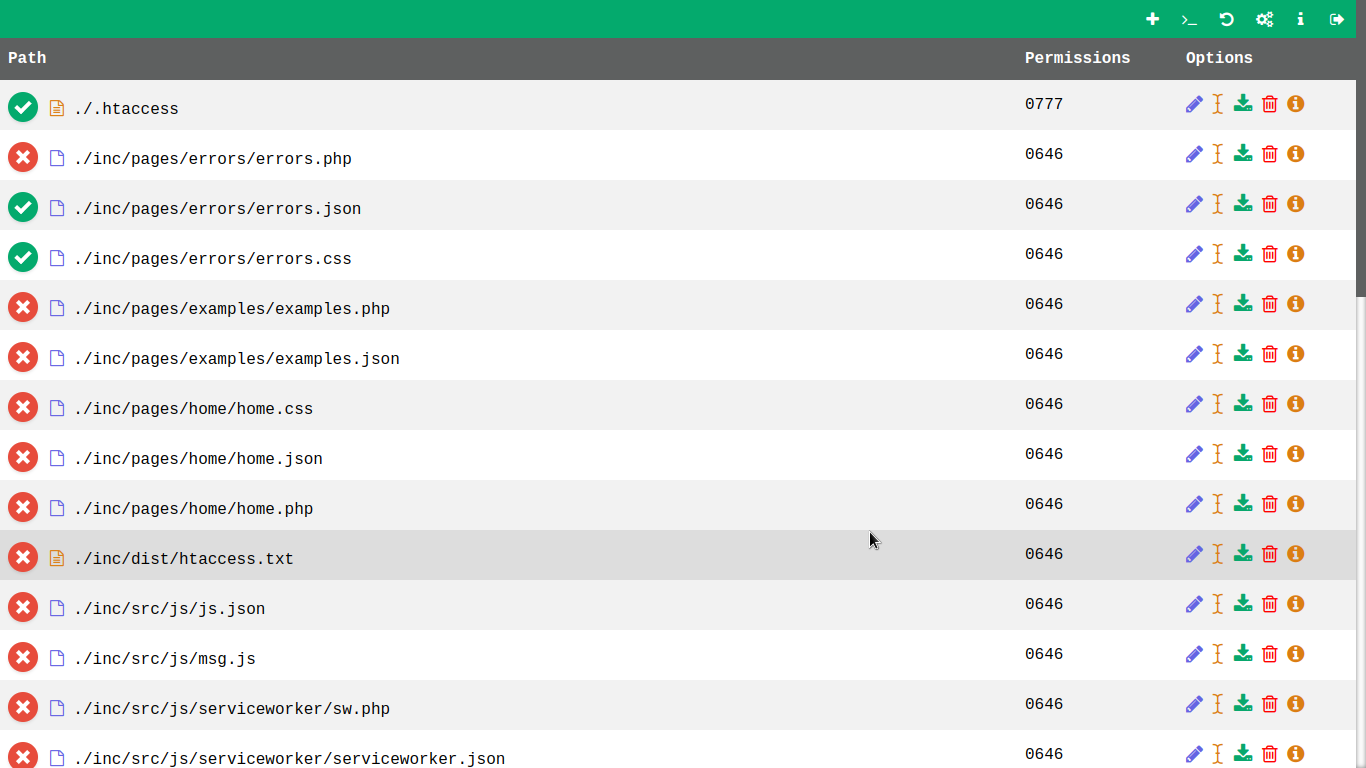 Path Permissions Options
./.htaccess 0777
./inc/pages/errors/errors.php 0646
./inc/pages/errors/errors.json 0646
./inc/pages/errors/errors.css 0646
./inc/pages/examples/examples.php 0646
./inc/pages/examples/examples.json 0646
./inc/pages/home/home.css 0646
./inc/pages/home/home.json 0646
./inc/pages/home/home.php 0646
./inc/dist/htaccess.txt 0646
./inc/src/js/js.json 0646
./inc/src/js/msg.js 0646
./inc/src/js/serviceworker/sw.php 0646
./inc/src/js/serviceworker/serviceworker.json 0646